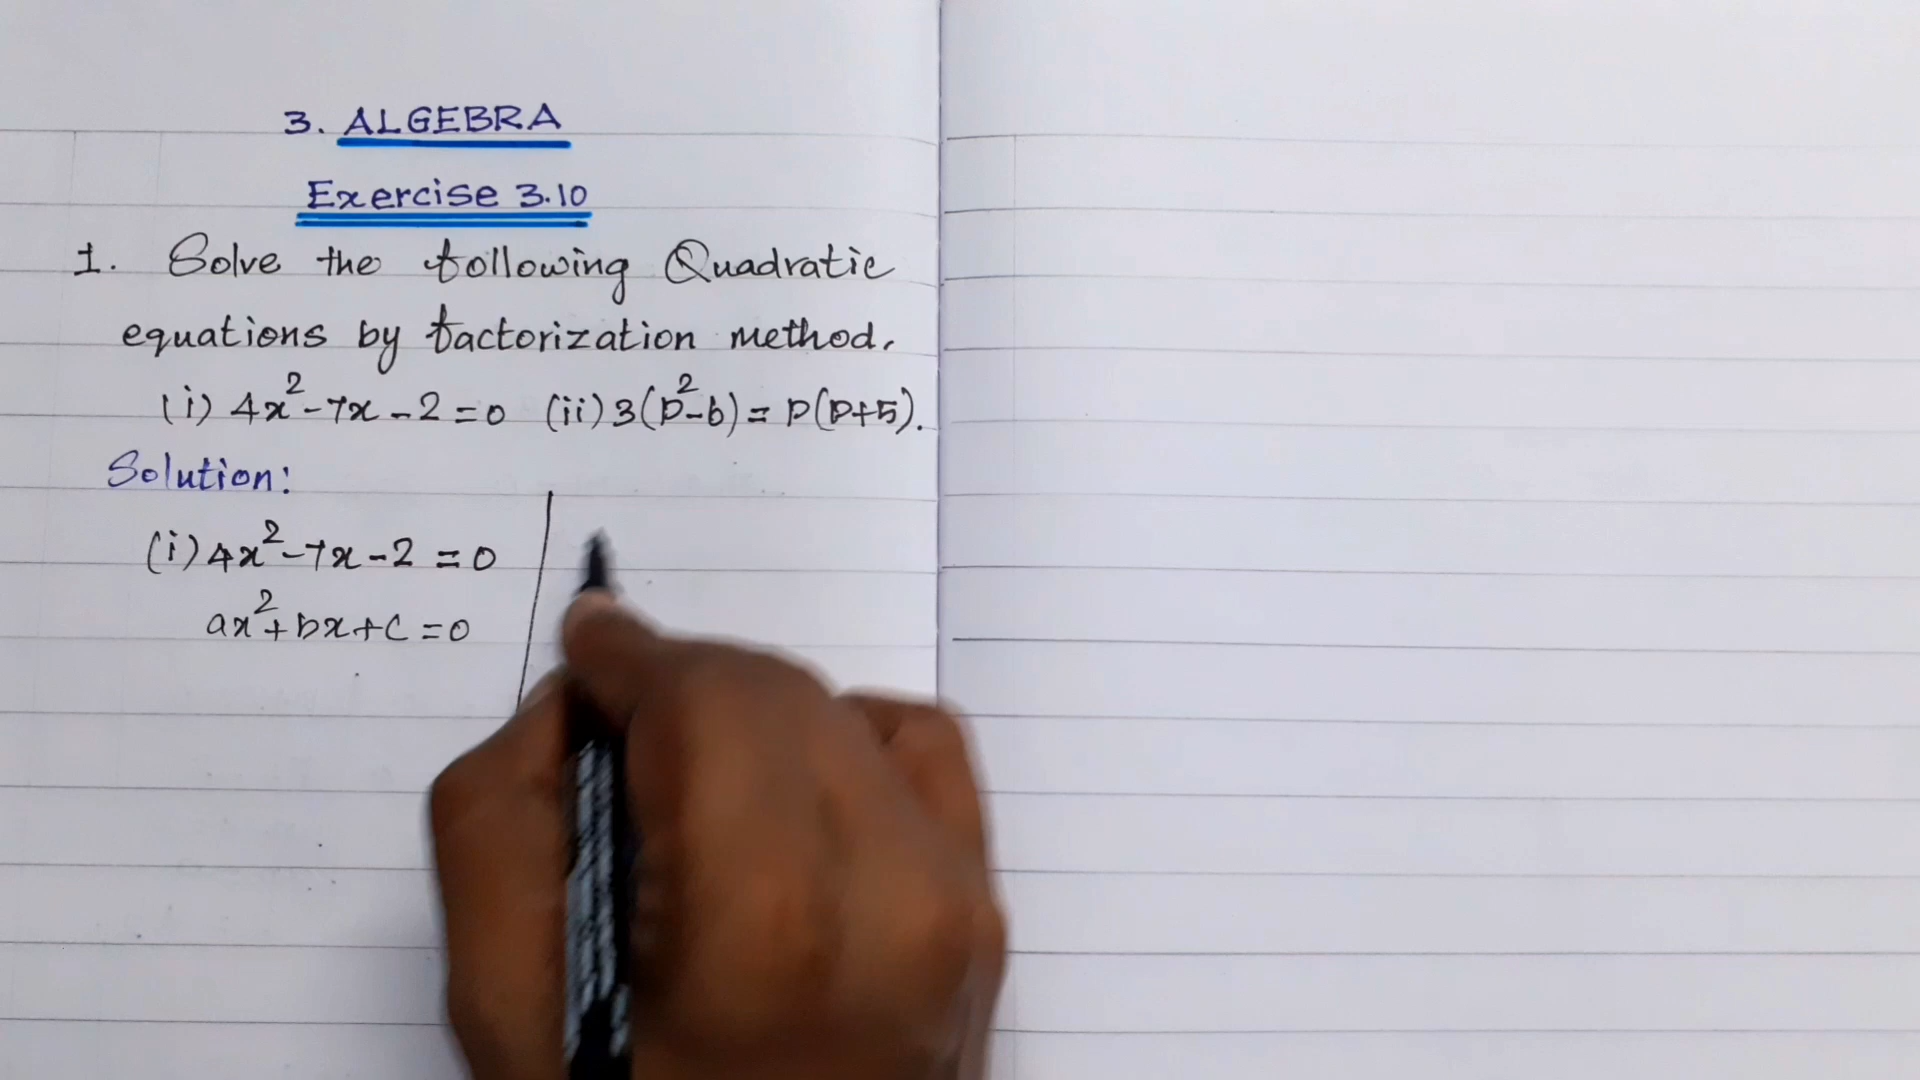 3. ALGEBRA
Exercise 3.10
1. Solve the following Quadratic
equations by factorization method.
(i) 4x²-7x-2=0 (ii) 3(p²-6)= p(p+5).
Solution:
(i) 4x²-7x-2=0
ax²+bx+c=0